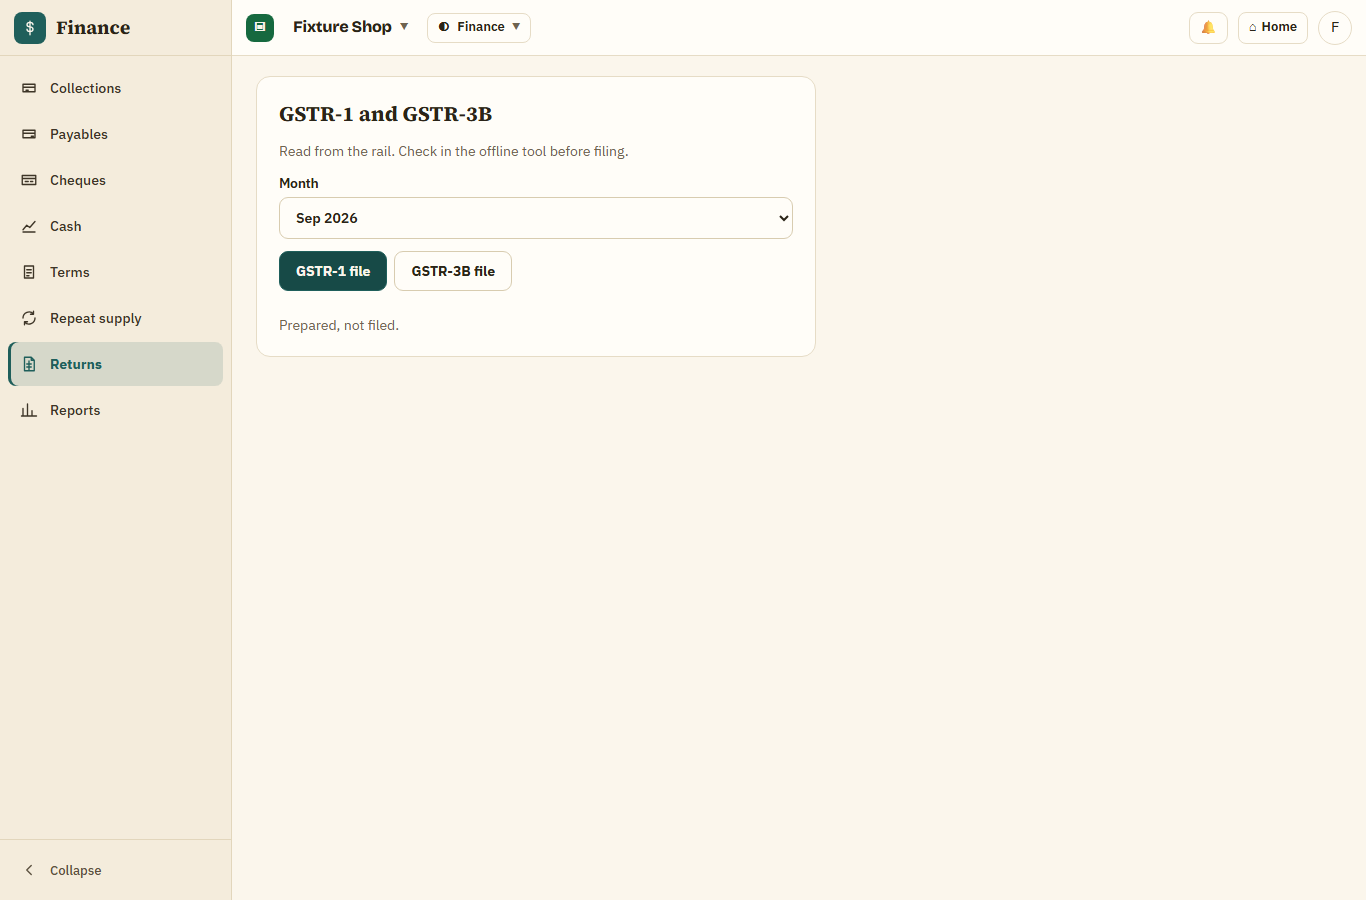 $ Finance
Collections
Payables
Cheques
Cash
Terms
Repeat supply
Returns
Reports
Collapse
Fixture Shop ▼
Finance ▼
Home
F
GSTR-1 and GSTR-3B
Read from the rail. Check in the offline tool before filing.
Month
Sep 2026
GSTR-1 file
GSTR-3B file
Prepared, not filed.